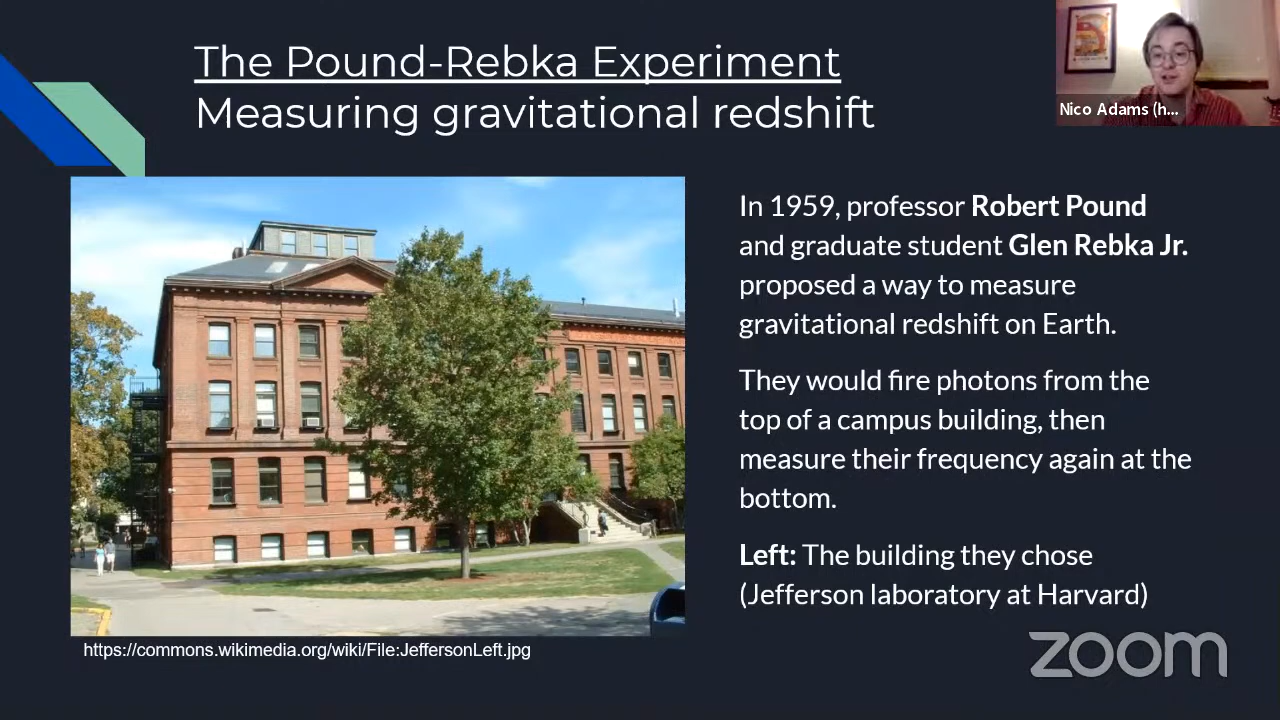 The Pound-Rebka Experiment
Measuring gravitational redshift
Nico Adams (h...
In 1959, professor Robert Pound
and graduate student Glen Rebka Jr.
proposed a way to measure
gravitational redshift on Earth.
They would fire photons from the
top of a campus building, then
measure their frequency again at the
bottom.
Left: The building they chose
(Jefferson laboratory at Harvard)
https://commons.wikimedia.org/wiki/File:JeffersonLeft.jpg
zoom